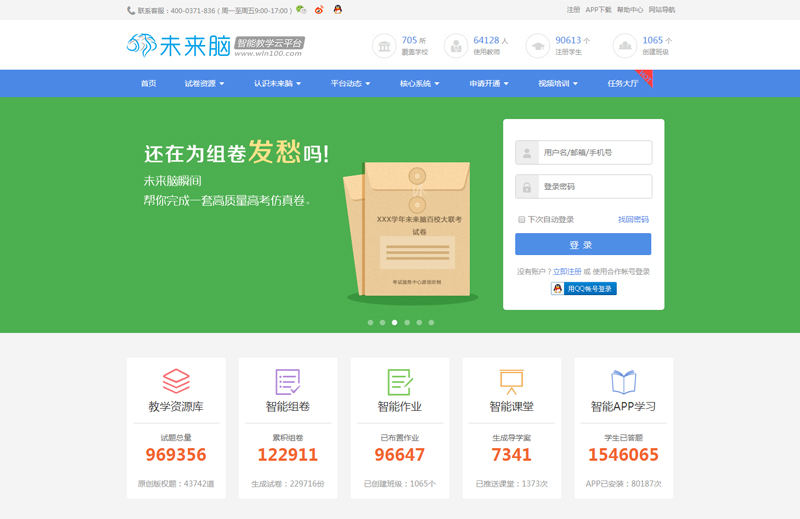 联系客服：400-0371-836 (周一至周五9:00-17:00)
注册 APP下载 帮助中心 网站导航
未来脑 智能教学云平台
www.win100.com
705 所
覆盖学校
64128 人
使用教师
90613 个
注册学生
1065 个
创建班级
首页 试卷资源 认识未来脑 平台动态 核心系统 申请开通 视频培训 任务大厅
还在为组卷发愁吗!
未来脑瞬间
帮你完成一套高质量高考仿真卷。
XXX学年未来脑百校大联考
试卷
用户名/邮箱/手机号
登录密码
下次自动登录 找回密码
登 录
没有账户？立即注册 或 使用合作帐号登录
用QQ帐号登录
教学资源库
试题总量
969356
原创版权题：43742道
智能组卷
累积组卷
122911
生成试卷：229716份
智能作业
已布置作业
96647
已创建班级：1065个
智能课堂
生成导学案
7341
已推送课堂：1373次
智能APP学习
学生已答题
1546065
APP已安装：80187次